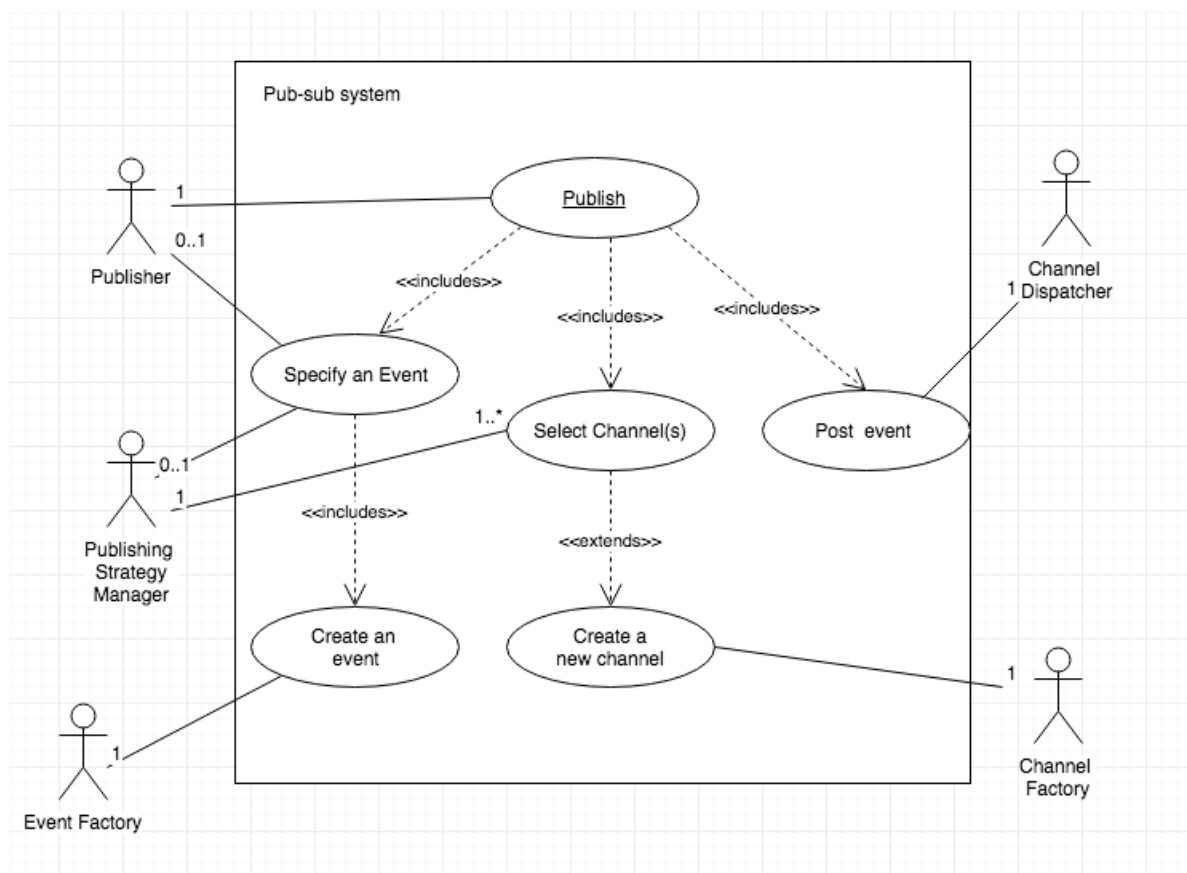 Pub-sub system
Publish
1
0..1
Publisher
<<includes>>
<<includes>>
<<includes>>
Channel
1 Dispatcher
Specify an Event
1..*
Select Channel(s)
Post event
0..1
1
Publishing
Strategy
Manager
<<includes>>
<<extends>>
Create an
event
Create a
new channel
1
1
Event Factory
Channel
Factory